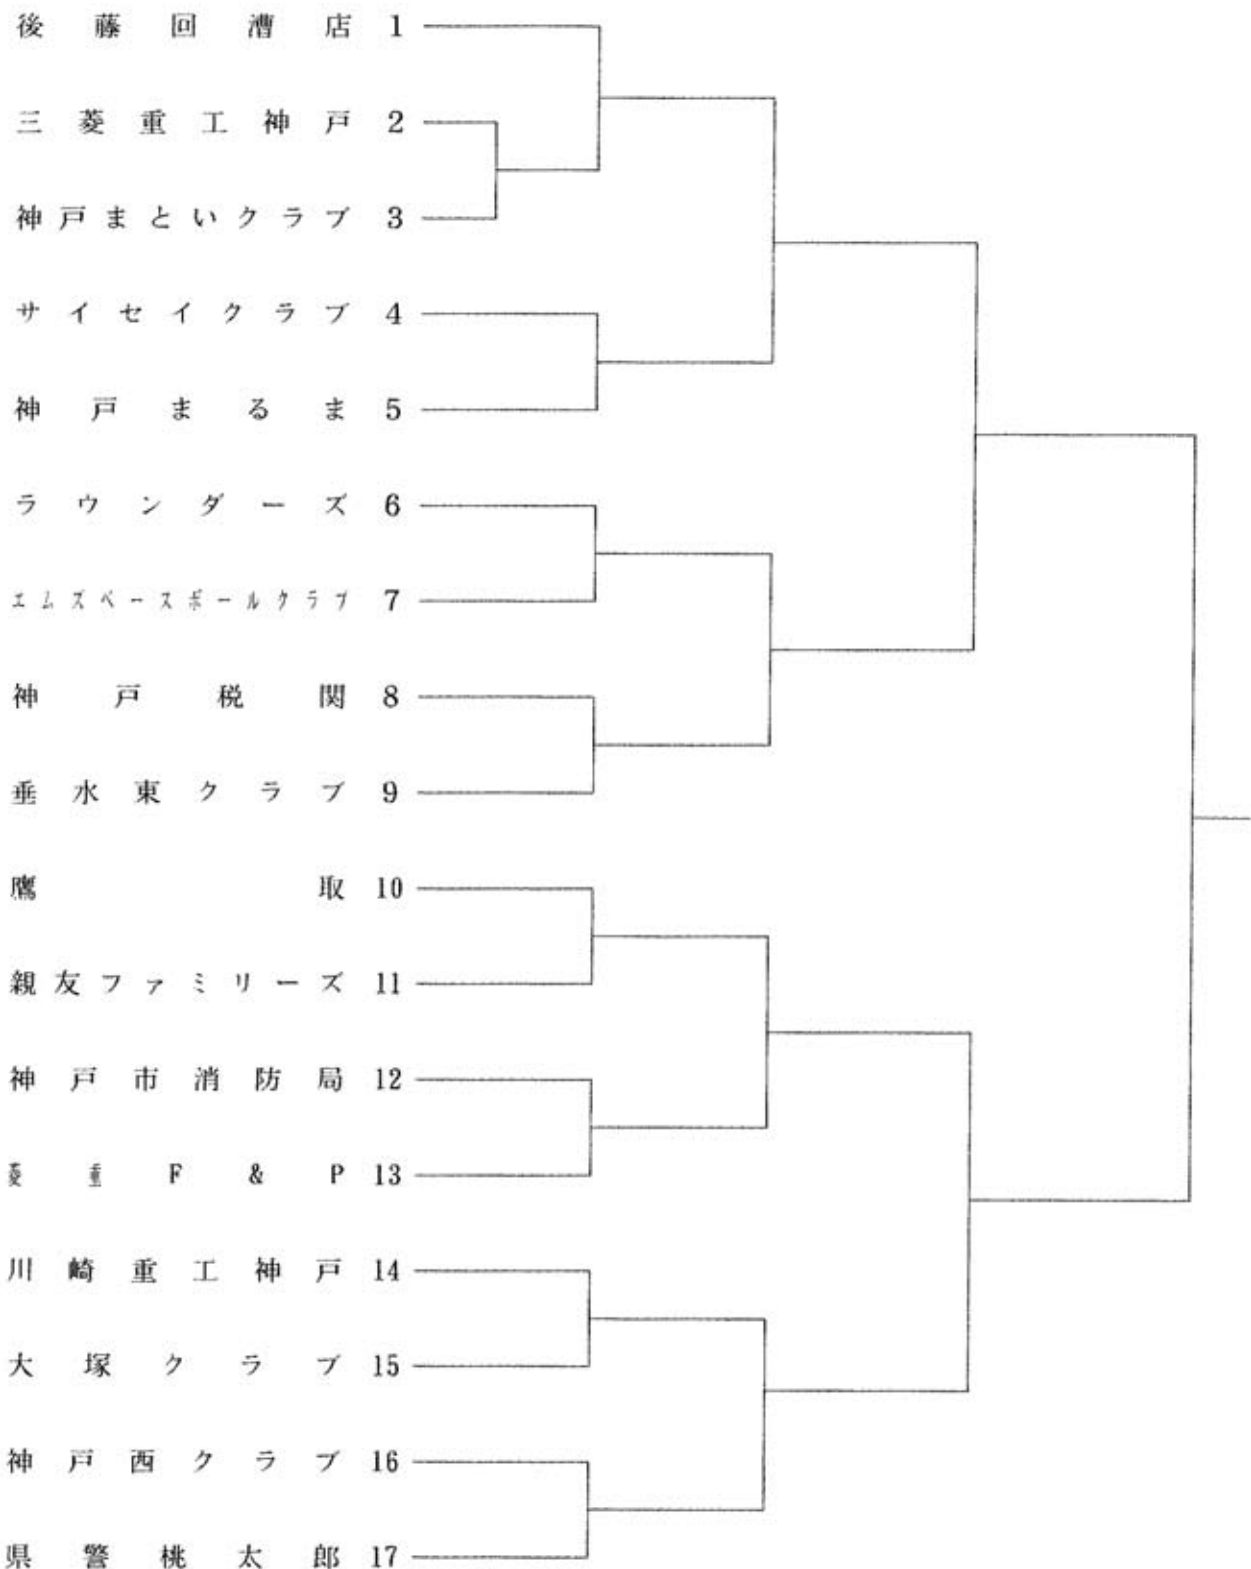 後藤回漕店 1
三菱重工神戸 2
神戸まといクラブ 3
サイセイクラブ 4
神戸まるま 5
ラウンダーズ 6
エムズベースボールクラブ 7
神戸税関 8
垂水東クラブ 9
鷹取 10
親友ファミリーズ 11
神戸市消防局 12
菱重F&P 13
川崎重工神戸 14
大塚クラブ 15
神戸西クラブ 16
県警桃太郎 17